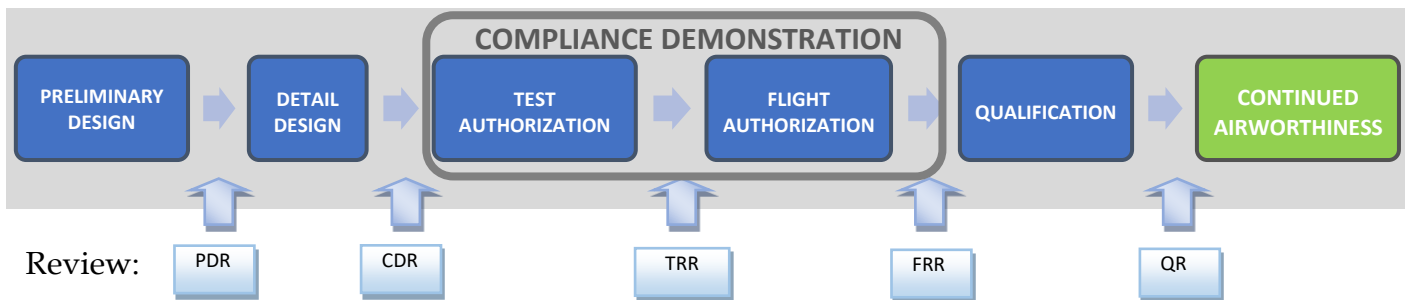 COMPLIANCE DEMONSTRATION
PRELIMINARY
DESIGN
DETAIL
DESIGN
TEST
AUTHORIZATION
FLIGHT
AUTHORIZATION
QUALIFICATION
CONTINUED
AIRWORTHINESS
Review:
PDR
CDR
TRR
FRR
QR